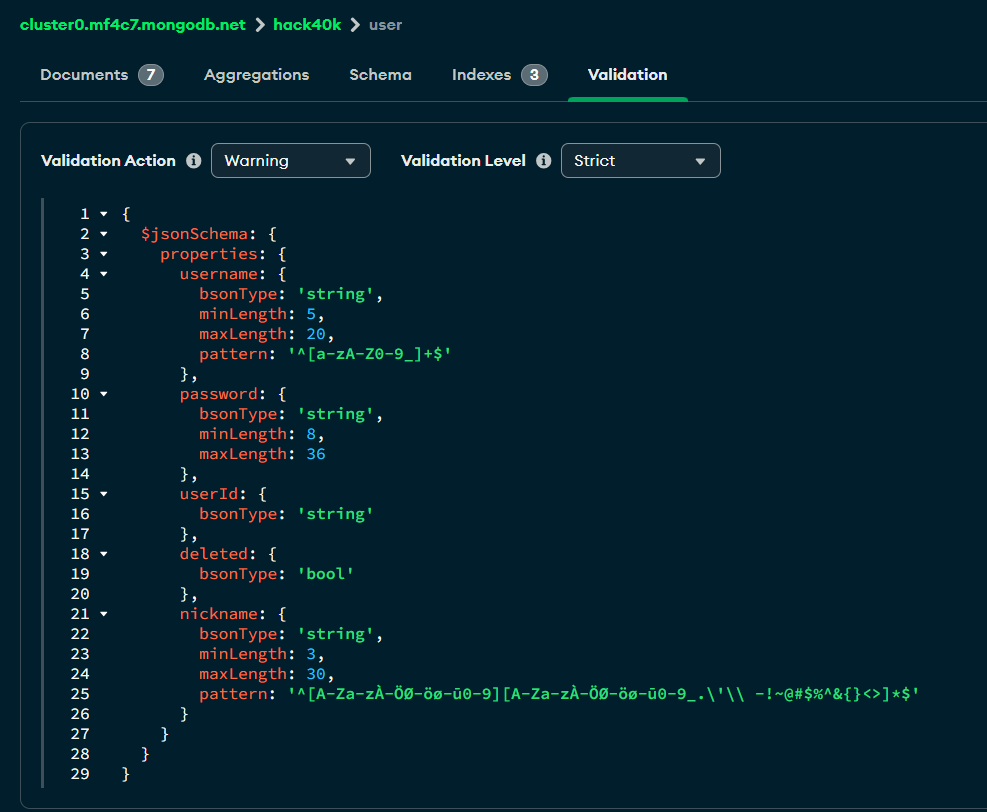 cluster0.mf4c7.mongodb.net > hack40k > user
Documents 7 Aggregations Schema Indexes 3 Validation
Validation Action Warning Validation Level Strict
1 {
2 $jsonSchema: {
3 properties: {
4 username: {
5 bsonType: 'string',
6 minLength: 5,
7 maxLength: 20,
8 pattern: '^[a-zA-Z0-9_]+$'
9 },
10 password: {
11 bsonType: 'string',
12 minLength: 8,
13 maxLength: 36
14 },
15 userId: {
16 bsonType: 'string'
17 },
18 deleted: {
19 bsonType: 'bool'
20 },
21 nickname: {
22 bsonType: 'string',
23 minLength: 3,
24 maxLength: 30,
25 pattern: '^[A-Za-zÀ-ÖØ-öø-ū0-9][A-Za-zÀ-ÖØ-öø-ū0-9_.\'\\ -!~@#$%^&{}<>]*$'
26 }
27 }
28 }
29 }